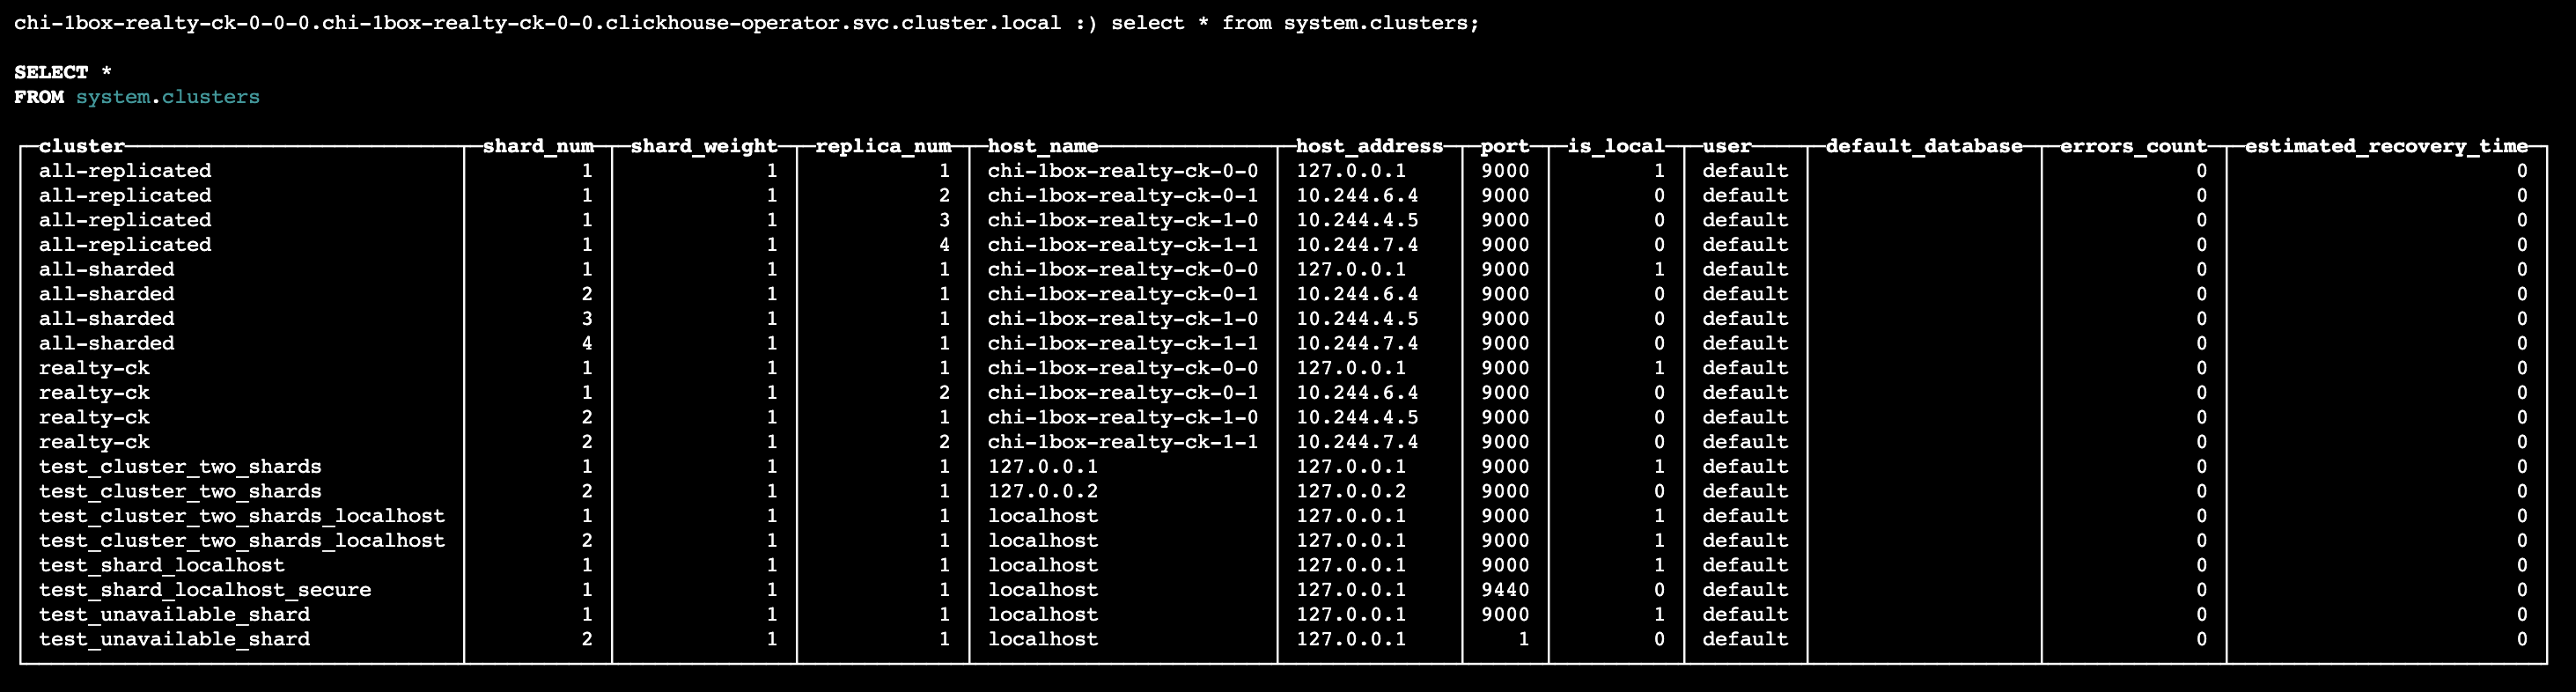 chi-1box-realty-ck-0-0-0.chi-1box-realty-ck-0-0.clickhouse-operator.svc.cluster.local :) select * from system.clusters;
SELECT *
FROM system.clusters
cluster shard_num shard_weight replica_num host_name host_address port is_local user default_database errors_count estimated_recovery_time
all-replicated 1 1 1 chi-1box-realty-ck-0-0 127.0.0.1 9000 1 default 0 0
all-replicated 1 1 2 chi-1box-realty-ck-0-1 10.244.6.4 9000 0 default 0 0
all-replicated 1 1 3 chi-1box-realty-ck-1-0 10.244.4.5 9000 0 default 0 0
all-replicated 1 1 4 chi-1box-realty-ck-1-1 10.244.7.4 9000 0 default 0 0
all-sharded 1 1 1 chi-1box-realty-ck-0-0 127.0.0.1 9000 1 default 0 0
all-sharded 2 1 1 chi-1box-realty-ck-0-1 10.244.6.4 9000 0 default 0 0
all-sharded 3 1 1 chi-1box-realty-ck-1-0 10.244.4.5 9000 0 default 0 0
all-sharded 4 1 1 chi-1box-realty-ck-1-1 10.244.7.4 9000 0 default 0 0
realty-ck 1 1 1 chi-1box-realty-ck-0-0 127.0.0.1 9000 1 default 0 0
realty-ck 1 1 2 chi-1box-realty-ck-0-1 10.244.6.4 9000 0 default 0 0
realty-ck 2 1 1 chi-1box-realty-ck-1-0 10.244.4.5 9000 0 default 0 0
realty-ck 2 1 2 chi-1box-realty-ck-1-1 10.244.7.4 9000 0 default 0 0
test_cluster_two_shards 1 1 1 127.0.0.1 127.0.0.1 9000 1 default 0 0
test_cluster_two_shards 2 1 1 127.0.0.2 127.0.0.2 9000 0 default 0 0
test_cluster_two_shards_localhost 1 1 1 localhost 127.0.0.1 9000 1 default 0 0
test_cluster_two_shards_localhost 2 1 1 localhost 127.0.0.1 9000 1 default 0 0
test_shard_localhost 1 1 1 localhost 127.0.0.1 9000 1 default 0 0
test_shard_localhost_secure 1 1 1 localhost 127.0.0.1 9440 0 default 0 0
test_unavailable_shard 1 1 1 localhost 127.0.0.1 9000 1 default 0 0
test_unavailable_shard 2 1 1 localhost 127.0.0.1 1 0 default 0 0